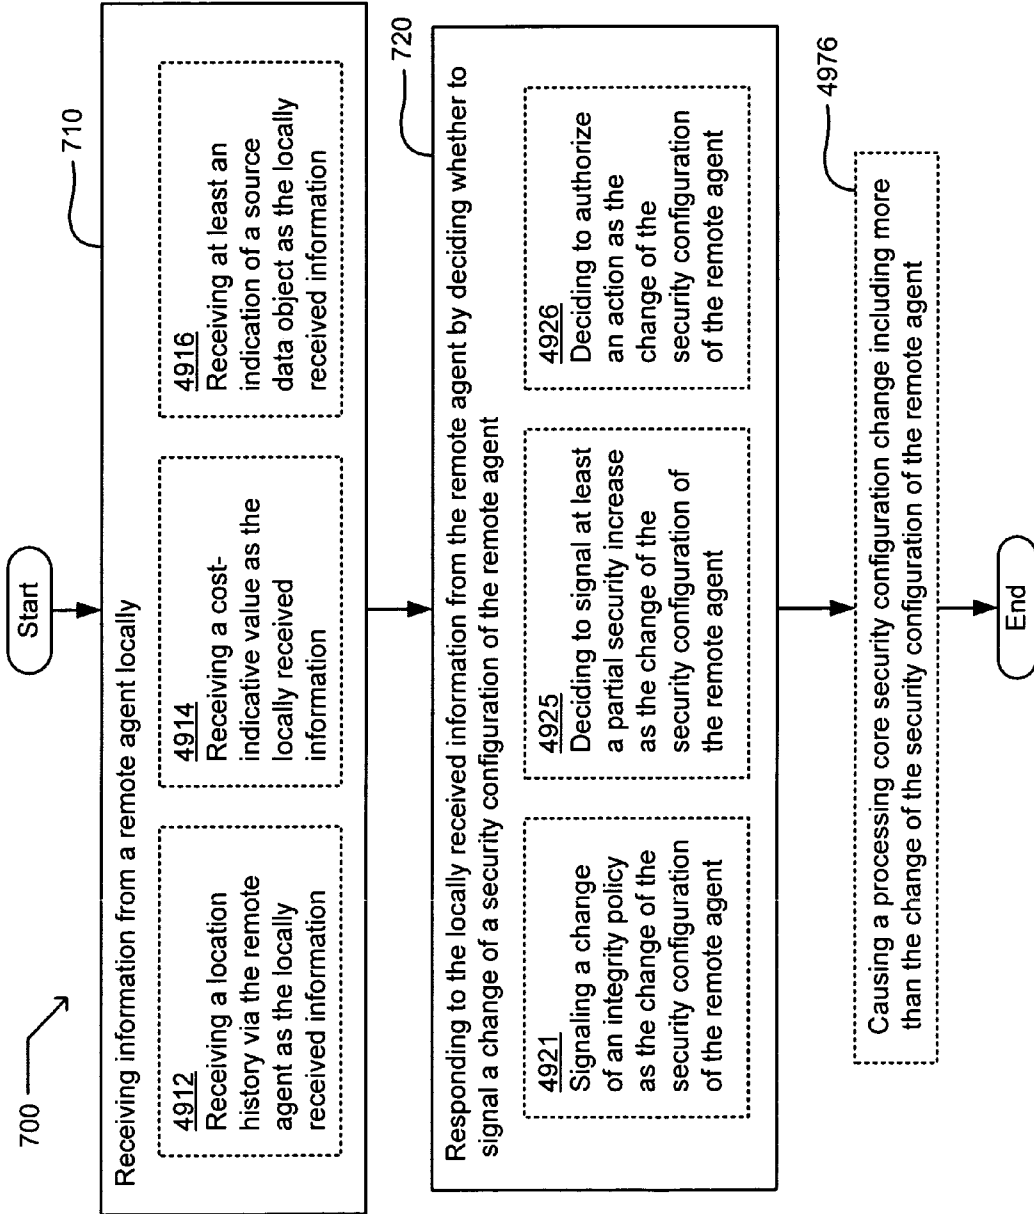 700
Start
710
Receiving information from a remote agent locally
4912
Receiving a location
history via the remote
agent as the locally
received information
4914
Receiving a cost-
indicative value as the
locally received
information
4916
Receiving at least an
indication of a source
data object as the locally
received information
720
Responding to the locally received information from the remote agent by deciding whether to
signal a change of a security configuration of the remote agent
4921
Signaling a change
of an integrity policy
as the change of the
security configuration
of the remote agent
4925
Deciding to signal at least
a partial security increase
as the change of the
security configuration of
the remote agent
4926
Deciding to authorize
an action as the
change of the
security configuration
of the remote agent
4976
Causing a processing core security configuration change including more
than the change of the security configuration of the remote agent
End